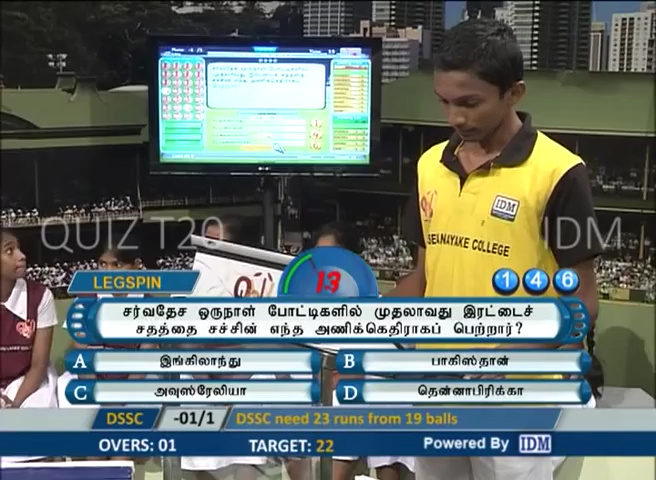 QUIZ T20 IDM
IDM
SEANAYAKE COLLEGE
LEGSPIN
13
1 4 6
சர்வதேச ஒருநாள் போட்டிகளில் முதலாவது இரட்டைச்
சதத்தை சச்சின் எந்த அணிக்கெதிராகப் பெற்றார்?
A இங்கிலாந்து
B பாகிஸ்தான்
C அவுஸ்ரேலியா
D தென்னாபிரிக்கா
DSSC -01/1 DSSC need 23 runs from 19 balls
OVERS: 01 TARGET: 22 Powered By IDM